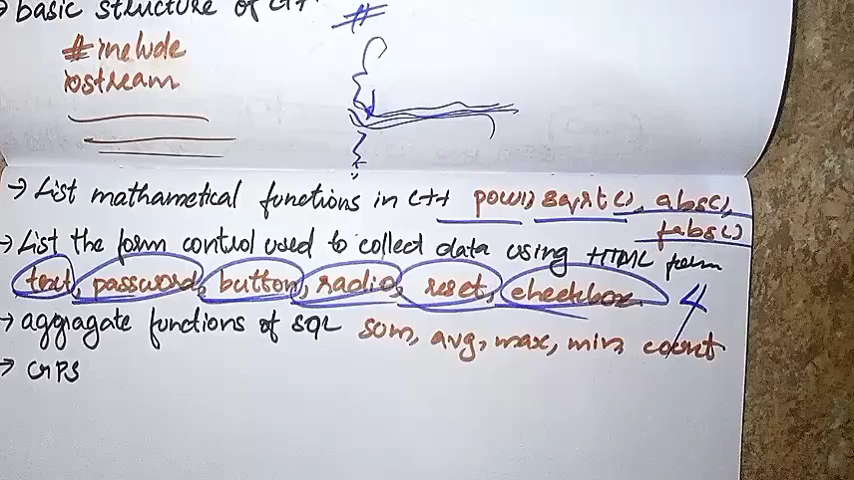 → basic structure of C++
#include
iostream
→ List mathametical functions in C++ pow(), sqrt(), abs(),
fabs()
→ List the form control used to collect data using HTML form
text, password, button, radio, reset, checkbox 4
→ aggragate functions of SQL sum, avg, max, min, count
→ GPS